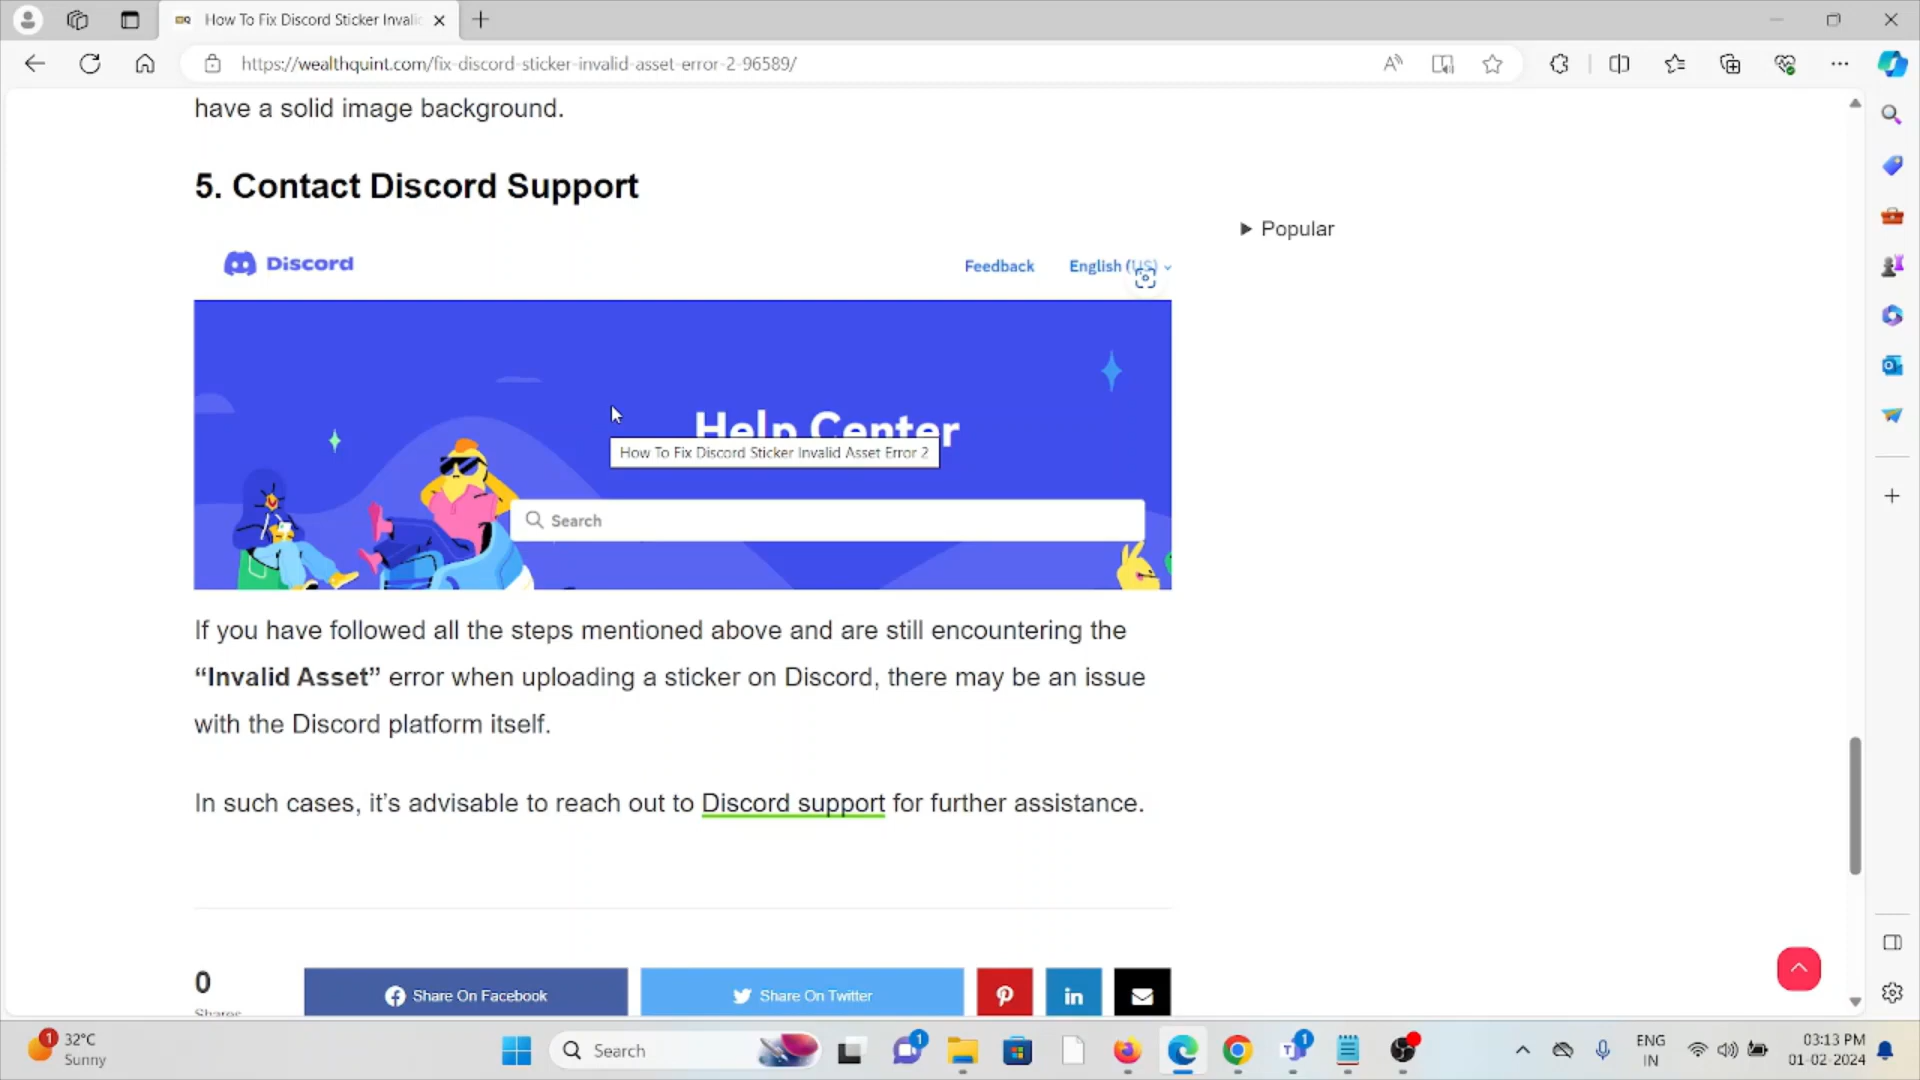 How To Fix Discord Sticker Invali
https://wealthquint.com/fix-discord-sticker-invalid-asset-error-2-96589/
have a solid image background.
5. Contact Discord Support
Popular
Discord
Feedback
English (US)
Help Center
How To Fix Discord Sticker Invalid Asset Error 2
Search
If you have followed all the steps mentioned above and are still encountering the
“Invalid Asset” error when uploading a sticker on Discord, there may be an issue
with the Discord platform itself.
In such cases, it’s advisable to reach out to Discord support for further assistance.
0
Shares
Share On Facebook
Share On Twitter
1
32°C
Sunny
Search
1
1
ENG
IN
03:13 PM
01-02-2024